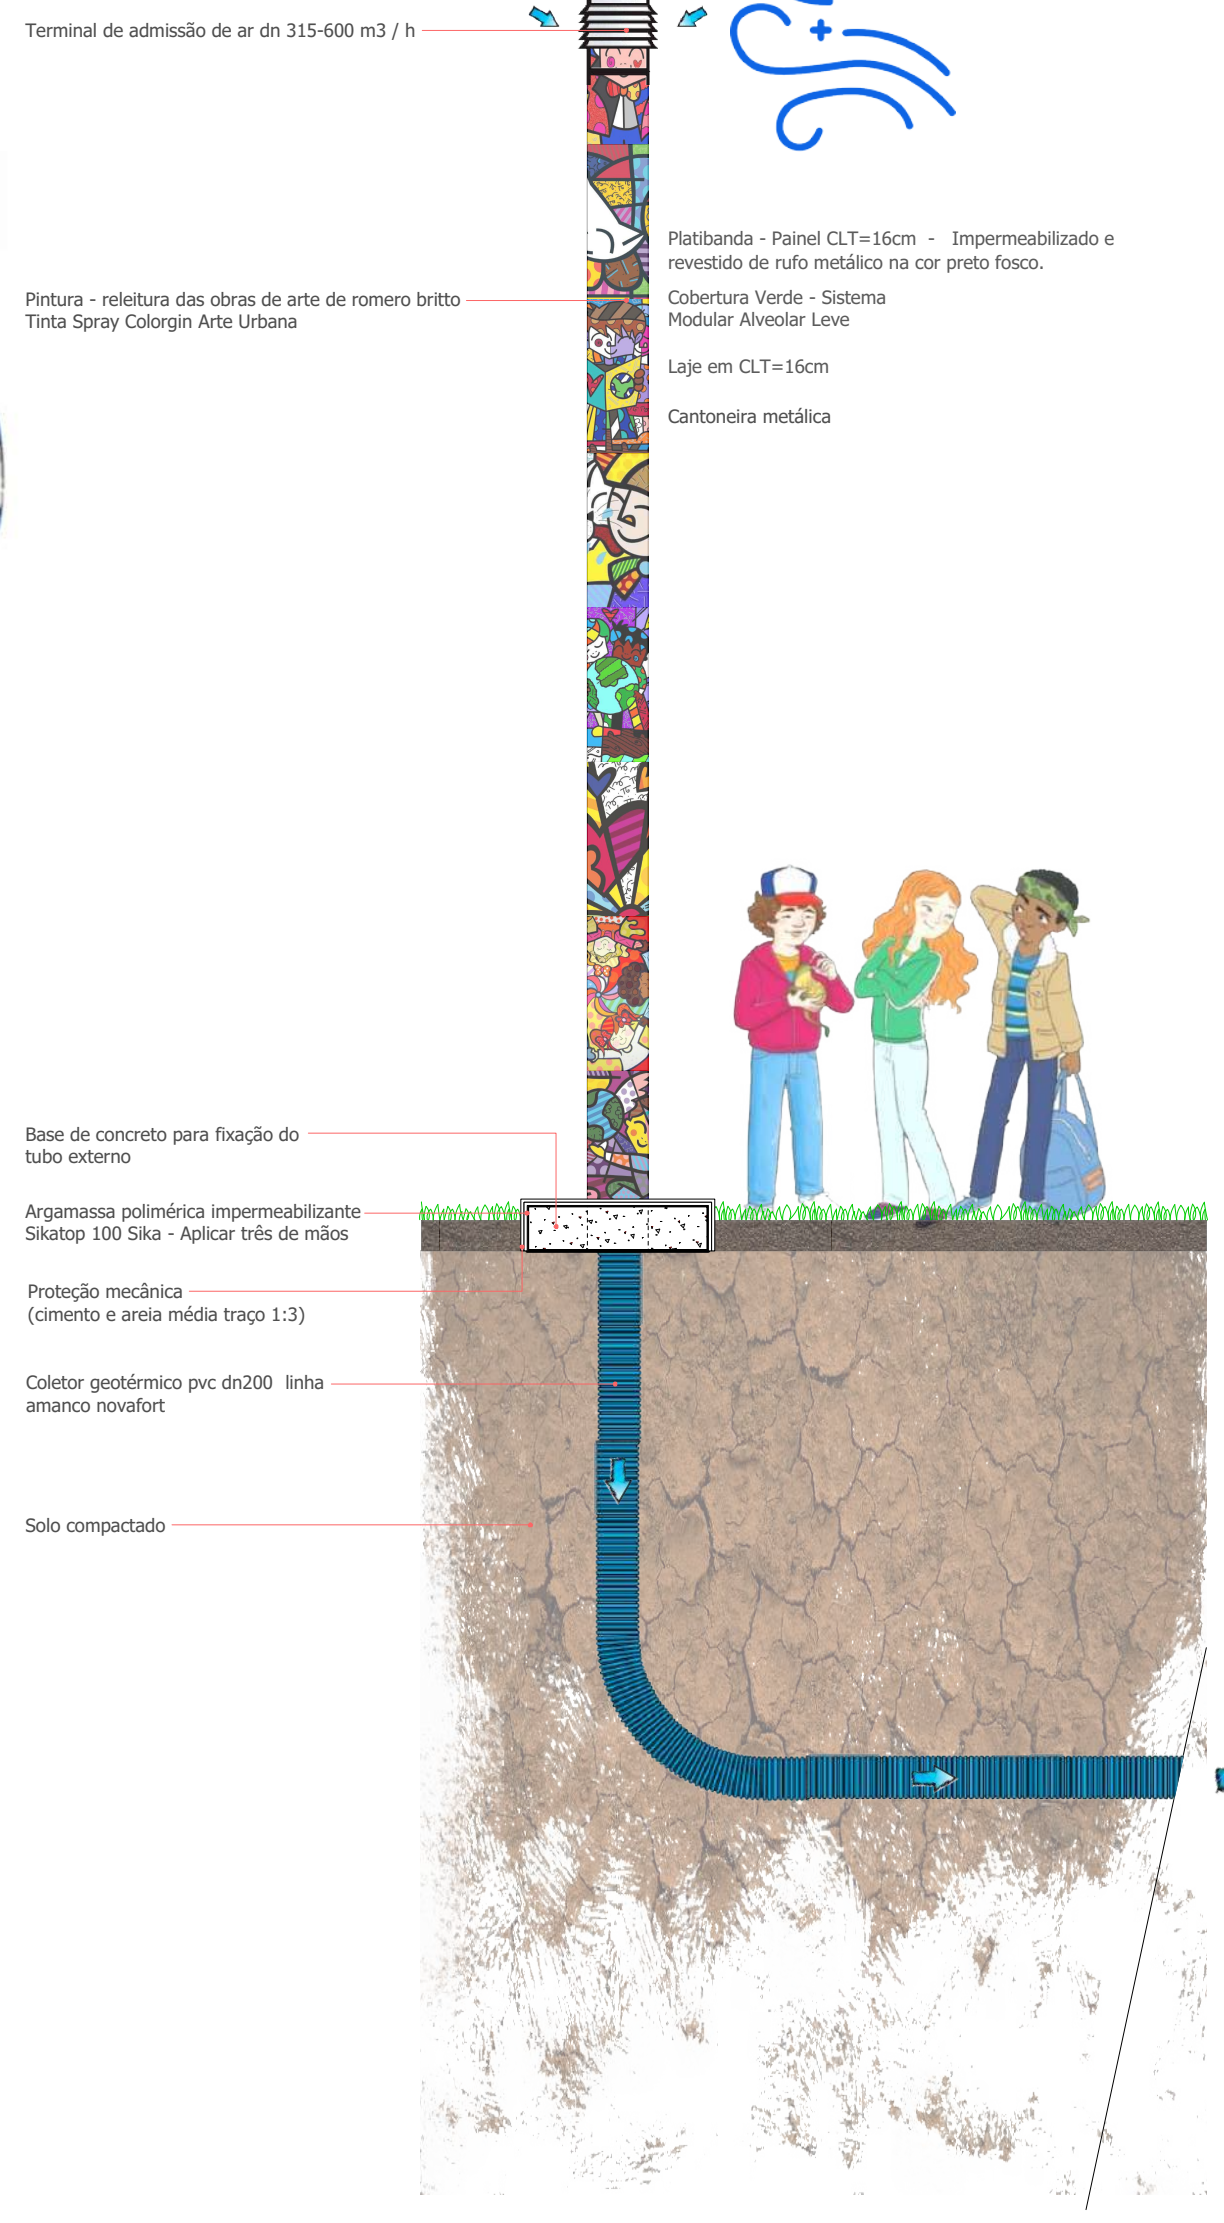 Terminal de admissão de ar dn 315-600 m3 / h
Platibanda - Painel CLT=16cm - Impermeabilizado e
revestido de rufo metálico na cor preto fosco.
Pintura - releitura das obras de arte de romero britto
Tinta Spray Colorgin Arte Urbana
Cobertura Verde - Sistema
Modular Alveolar Leve
Laje em CLT=16cm
Cantoneira metálica
Base de concreto para fixação do
tubo externo
Argamassa polimérica impermeabilizante
Sikatop 100 Sika - Aplicar três de mãos
Proteção mecânica
(cimento e areia média traço 1:3)
Coletor geotérmico pvc dn200 linha
amanco novafort
Solo compactado